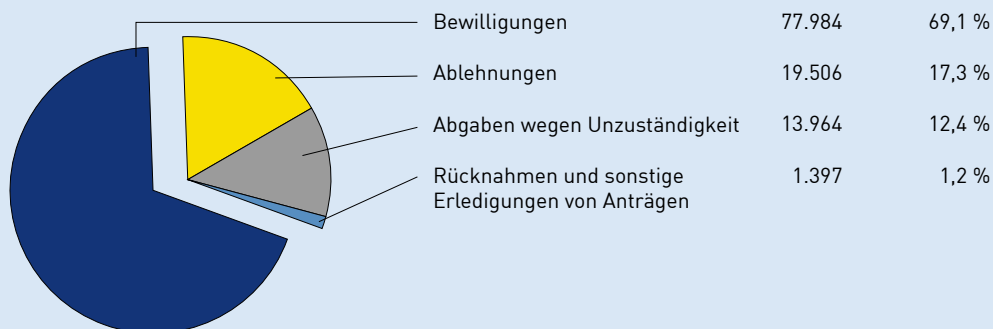 Bewilligungen 77.984 69,1 %
Ablehnungen 19.506 17,3 %
Abgaben wegen Unzuständigkeit 13.964 12,4 %
Rücknahmen und sonstige 1.397 1,2 %
Erledigungen von Anträgen